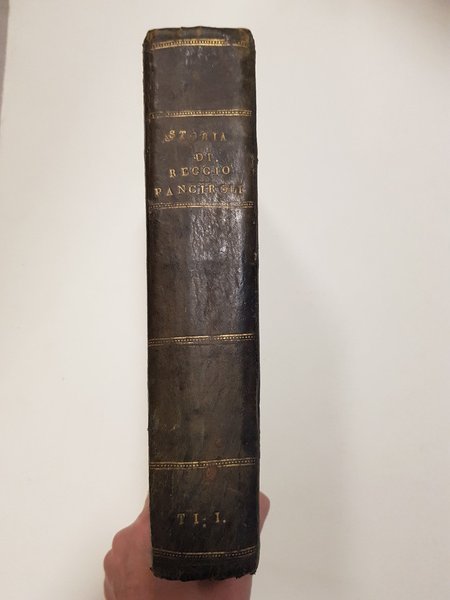 STORIA
DI
REGGIO
PANCIROLI
T I. I.